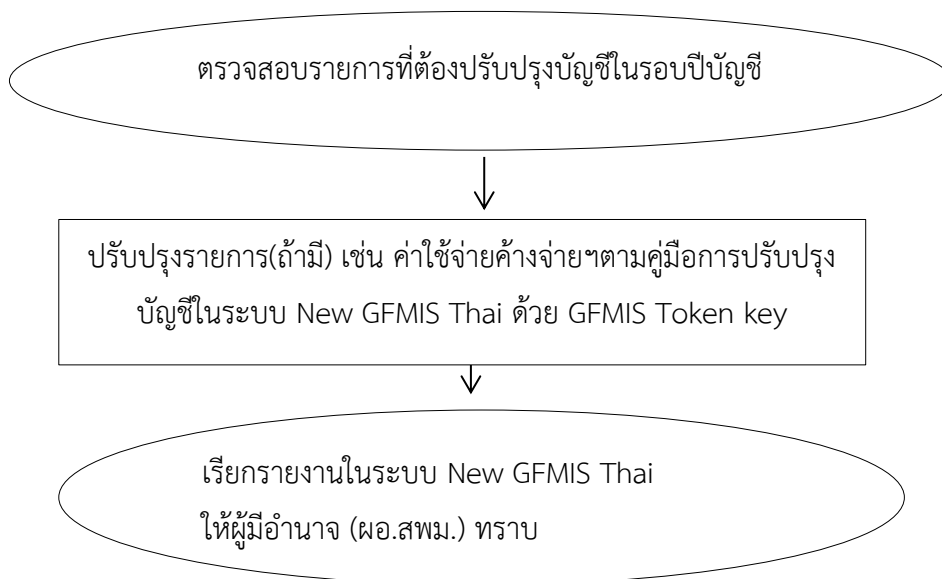 ตรวจสอบรายการที่ต้องปรับปรุงบัญชีในรอบปีบัญชี
ปรับปรุงรายการ(ถ้ามี) เช่น ค่าใช้จ่ายค้างจ่ายฯตามคู่มือการปรับปรุง
บัญชีในระบบ New GFMIS Thai ด้วย GFMIS Token key
เรียกรายงานในระบบ New GFMIS Thai
ให้ผู้มีอำนาจ (ผอ.สพม.) ทราบ